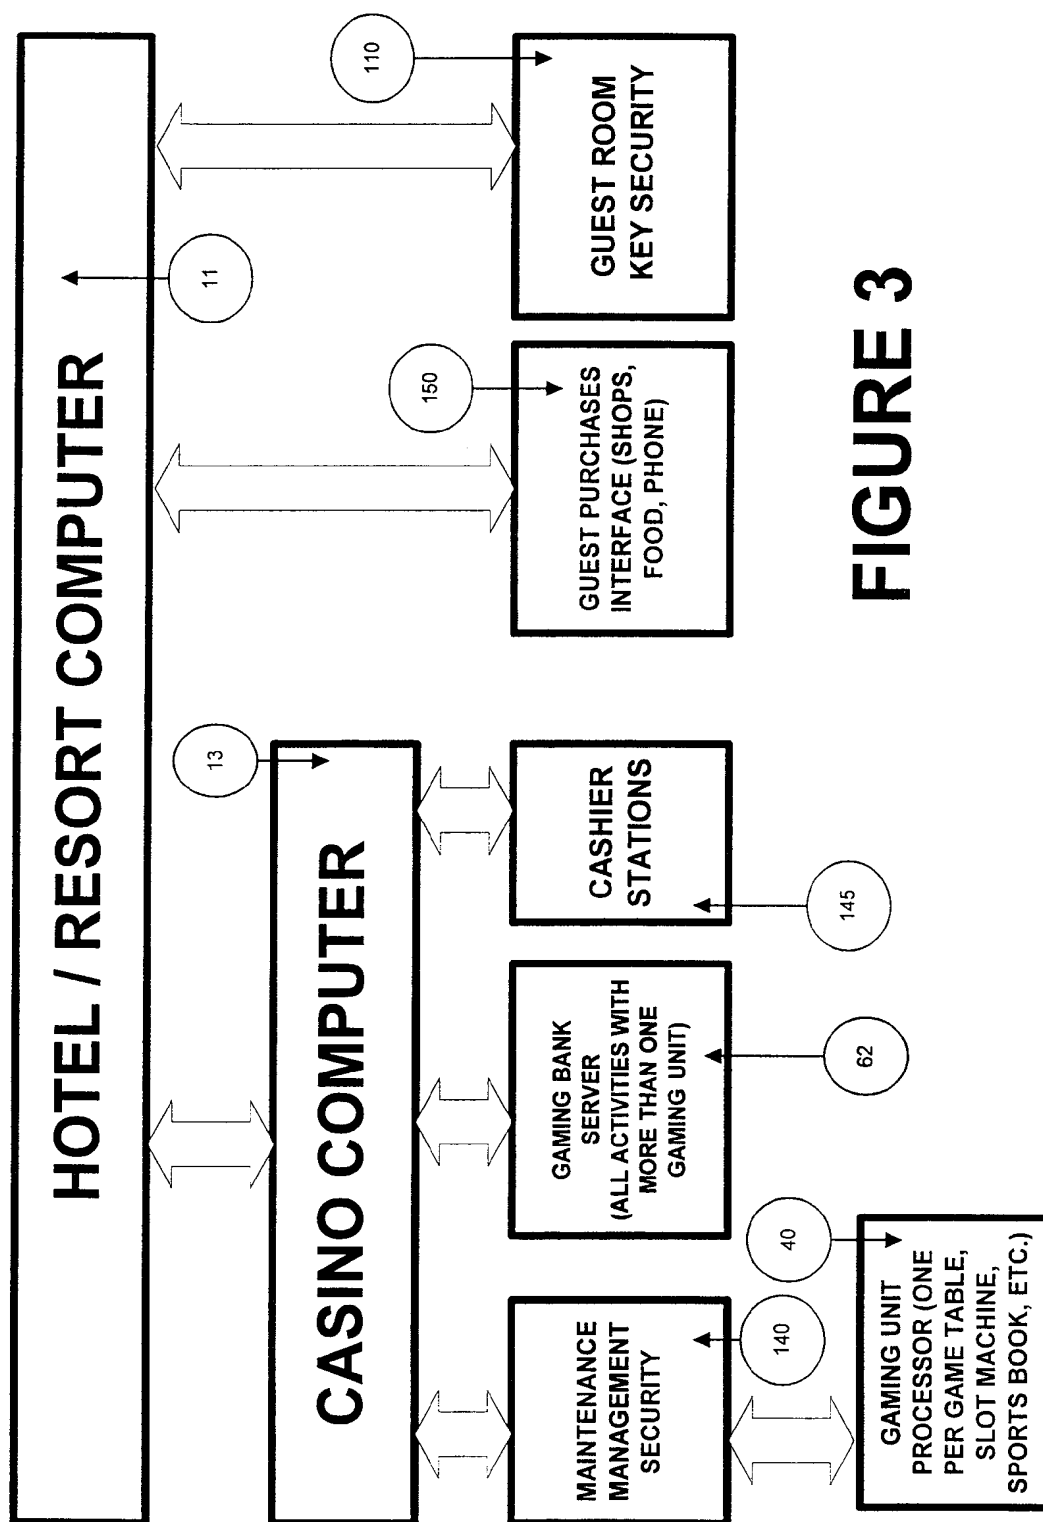 HOTEL / RESORT COMPUTER
11
CASINO COMPUTER
13
MAINTENANCE
MANAGEMENT
SECURITY
140
GAMING BANK
SERVER
(ALL ACTIVITIES WITH
MORE THAN ONE
GAMING UNIT)
62
CASHIER
STATIONS
145
GUEST PURCHASES
INTERFACE (SHOPS,
FOOD, PHONE)
150
GUEST ROOM
KEY SECURITY
110
GAMING UNIT
PROCESSOR (ONE
PER GAME TABLE,
SLOT MACHINE,
SPORTS BOOK, ETC.)
40
FIGURE 3